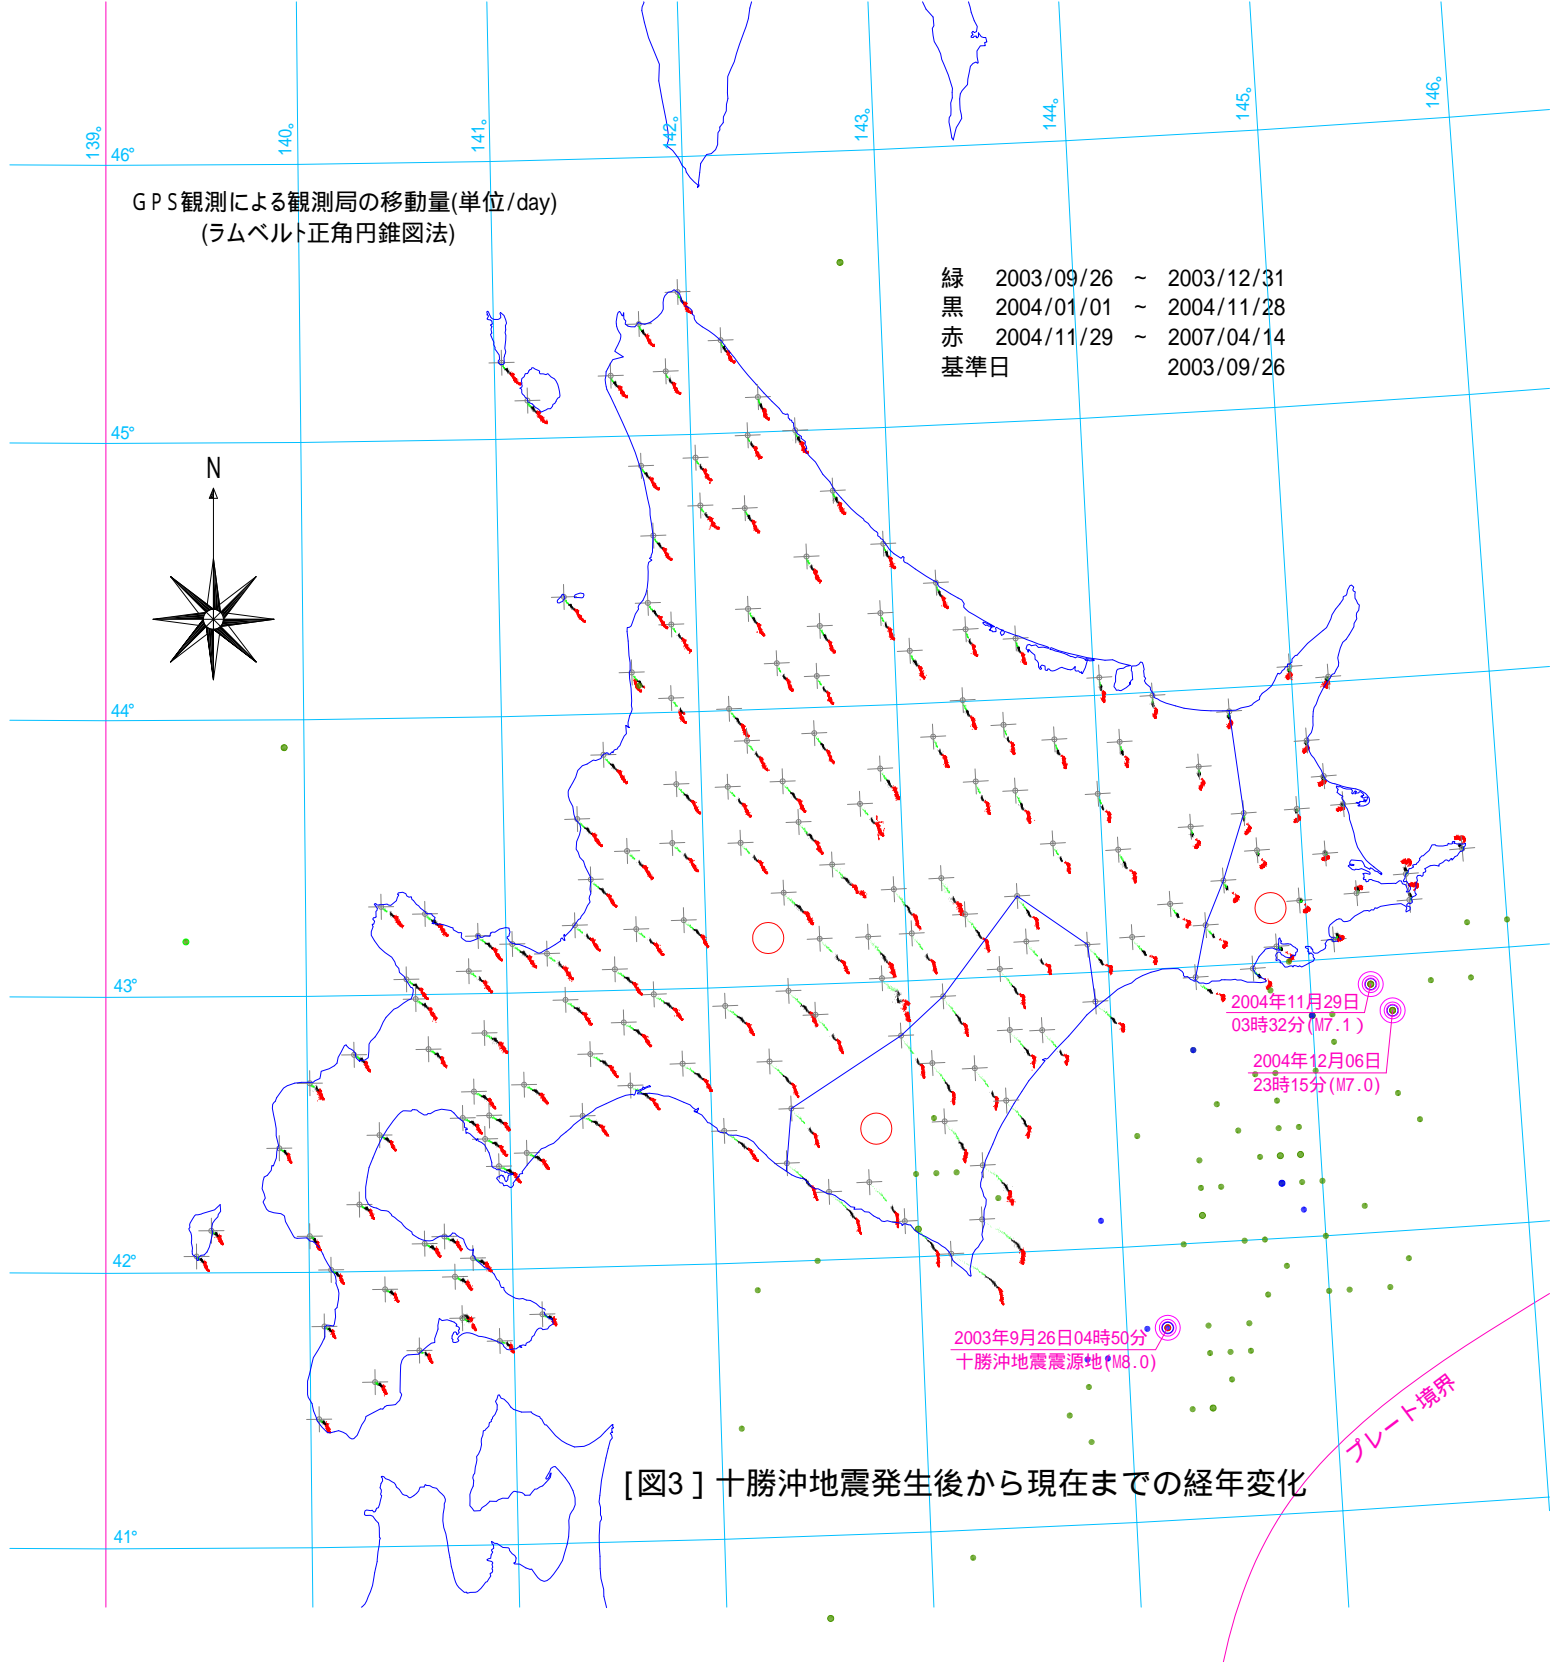 139°
140°
141°
142°
143°
144°
145°
146°
46°
GPS観測による観測局の移動量(単位/day)
(ラムベルト正角円錐図法)
緑 2003/09/26 ~ 2003/12/31
黒 2004/01/01 ~ 2004/11/28
赤 2004/11/29 ~ 2007/04/14
基準日 2003/09/26
45°
N
44°
43°
2004年11月29日
03時32分(M7.1)
2004年12月06日
23時15分(M7.0)
42°
2003年9月26日04時50分
十勝沖地震震源地(M8.0)
プレート境界
[図3]十勝沖地震発生後から現在までの経年変化
41°